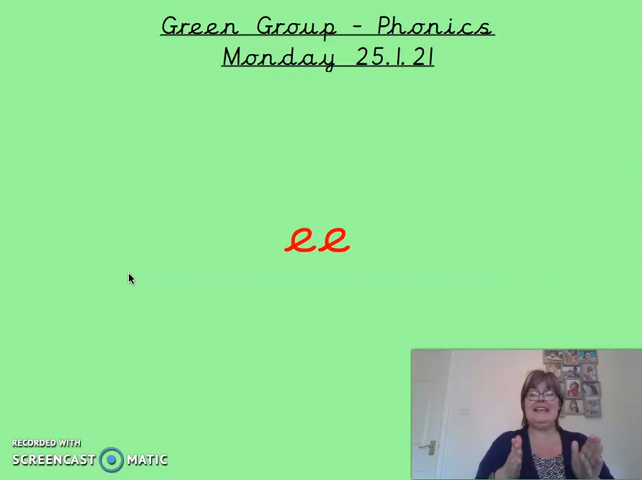 Green Group - Phonics
Monday 25.1.21
ee
RECORDED WITH
SCREENCAST MATIC